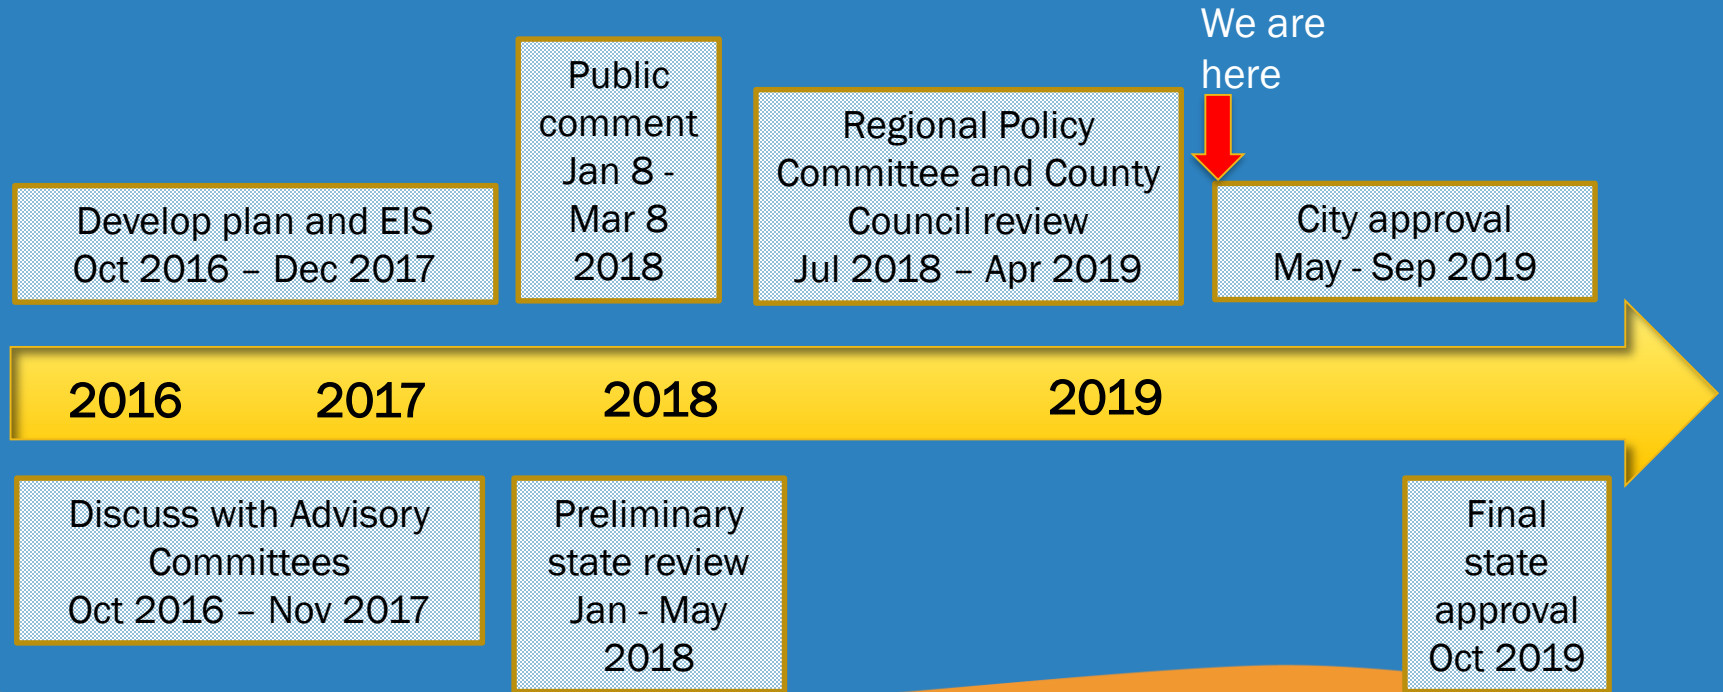 We are
here
Public
comment
Jan 8 -
Mar 8
2018
Regional Policy
Committee and County
Council review
Jul 2018 – Apr 2019
Develop plan and EIS
Oct 2016 – Dec 2017
City approval
May - Sep 2019
2016
2017
2018
2019
Discuss with Advisory
Committees
Oct 2016 – Nov 2017
Preliminary
state review
Jan - May
2018
Final
state
approval
Oct 2019